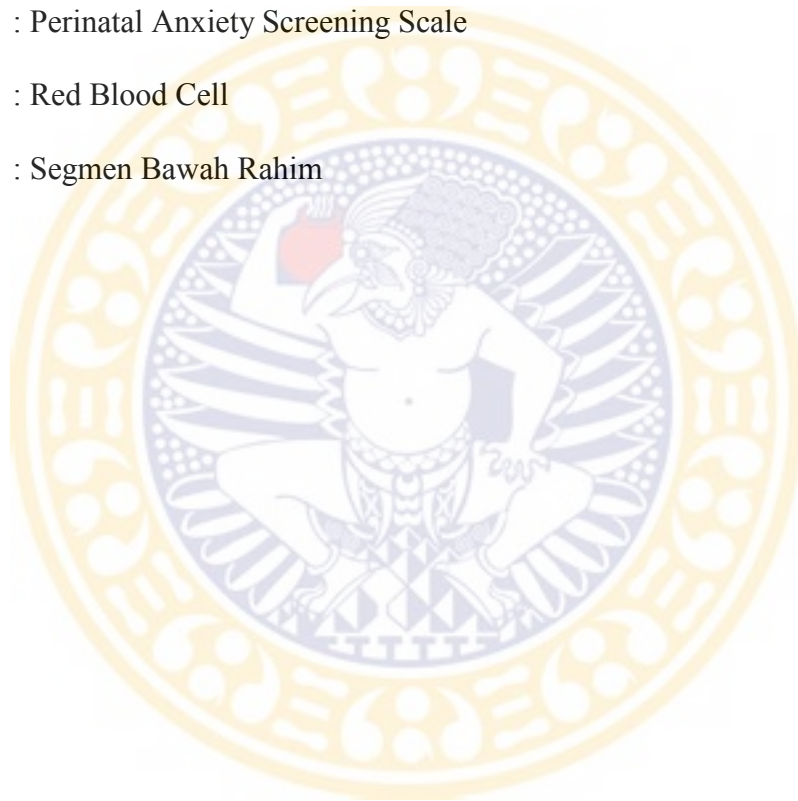 : Perinatal Anxiety Screening Scale
: Red Blood Cell
: Segmen Bawah Rahim